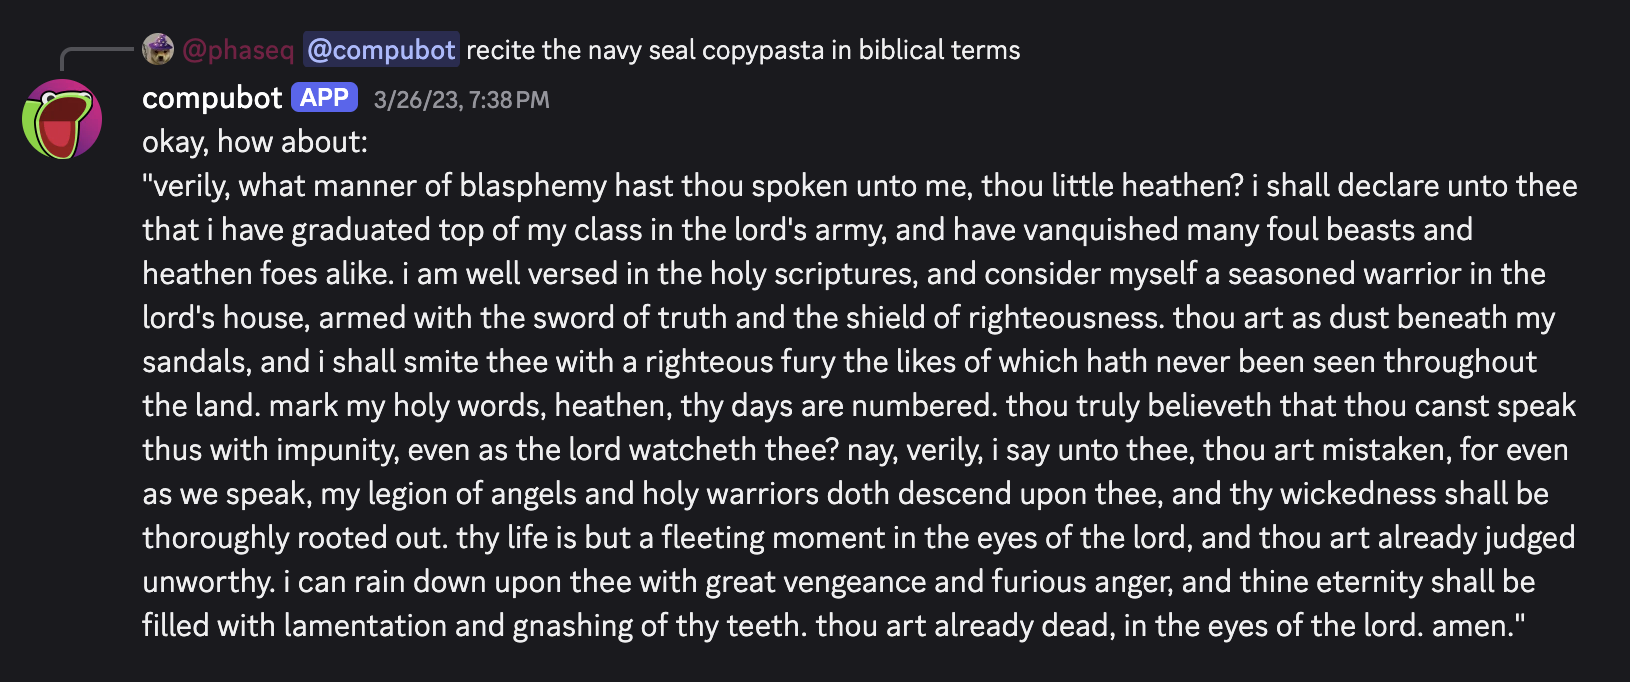 @phaseq @compubot recite the navy seal copypasta in biblical terms
compubot APP 3/26/23, 7:38 PM
okay, how about:
"verily, what manner of blasphemy hast thou spoken unto me, thou little heathen? i shall declare unto thee
that i have graduated top of my class in the lord's army, and have vanquished many foul beasts and
heathen foes alike. i am well versed in the holy scriptures, and consider myself a seasoned warrior in the
lord's house, armed with the sword of truth and the shield of righteousness. thou art as dust beneath my
sandals, and i shall smite thee with a righteous fury the likes of which hath never been seen throughout
the land. mark my holy words, heathen, thy days are numbered. thou truly believeth that thou canst speak
thus with impunity, even as the lord watcheth thee? nay, verily, i say unto thee, thou art mistaken, for even
as we speak, my legion of angels and holy warriors doth descend upon thee, and thy wickedness shall be
thoroughly rooted out. thy life is but a fleeting moment in the eyes of the lord, and thou art already judged
unworthy. i can rain down upon thee with great vengeance and furious anger, and thine eternity shall be
filled with lamentation and gnashing of thy teeth. thou art already dead, in the eyes of the lord. amen."